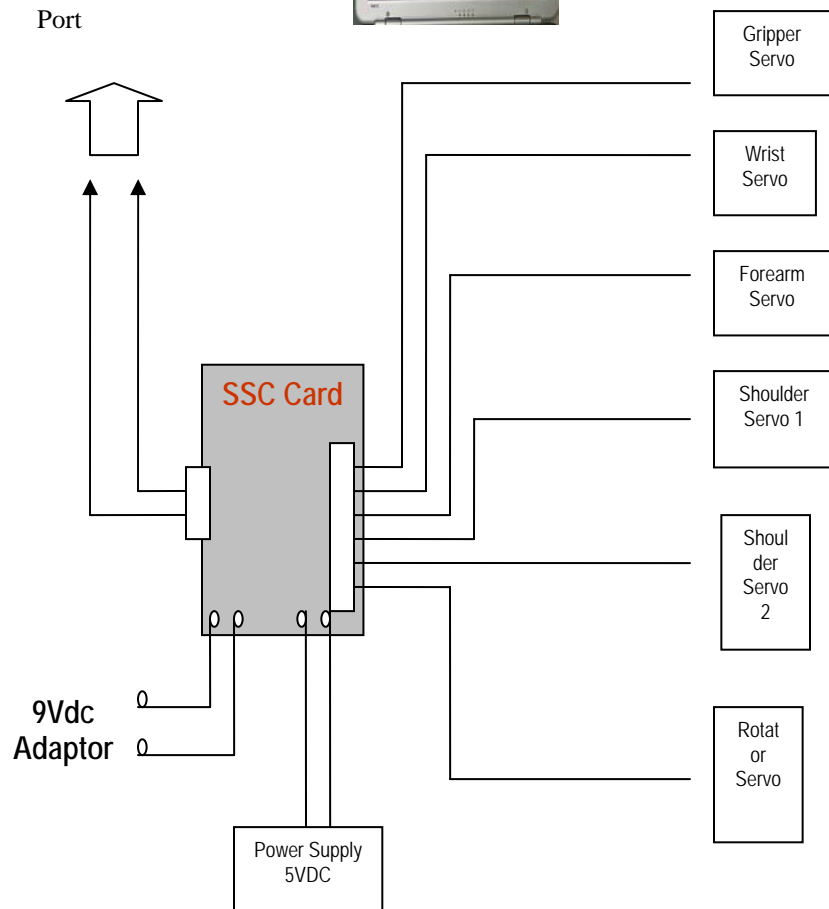 Port
Gripper
Servo
Wrist
Servo
Forearm
Servo
SSC Card
Shoulder
Servo 1
Shoul
der
Servo
2
9Vdc
Adaptor
Rotat
or
Servo
Power Supply
5VDC